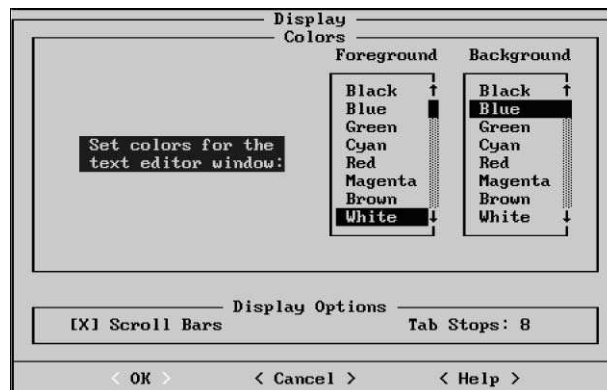 Display
Colors
Foreground Background
Black ↑ Black ↑
Blue Blue
Green Green
Set colors for the Cyan Cyan
text editor window: Red Red
Magenta Magenta
Brown Brown
White ↓ White ↓
Display Options
[X] Scroll Bars Tab Stops: 8
< OK > < Cancel > < Help >